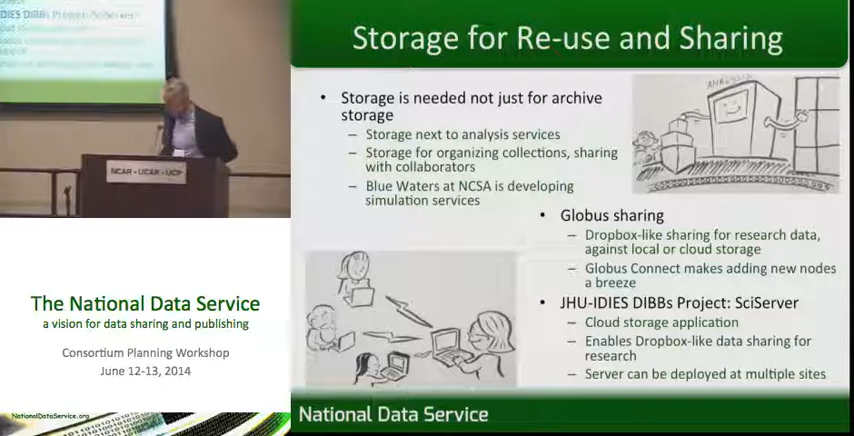 DIES DIBBs Project: SciServer
NCAR - UCAR - UCP
The National Data Service
a vision for data sharing and publishing
Consortium Planning Workshop
June 12-13, 2014
NationalDataService.org
Storage for Re-use and Sharing
• Storage is needed not just for archive
storage
– Storage next to analysis services
– Storage for organizing collections, sharing
with collaborators
– Blue Waters at NCSA is developing
simulation services
ANALYSIS
• Globus sharing
– Dropbox-like sharing for research data,
against local or cloud storage
– Globus Connect makes adding new nodes
a breeze
• JHU-IDIES DIBBs Project: SciServer
– Cloud storage application
– Enables Dropbox-like data sharing for
research
– Server can be deployed at multiple sites
National Data Service